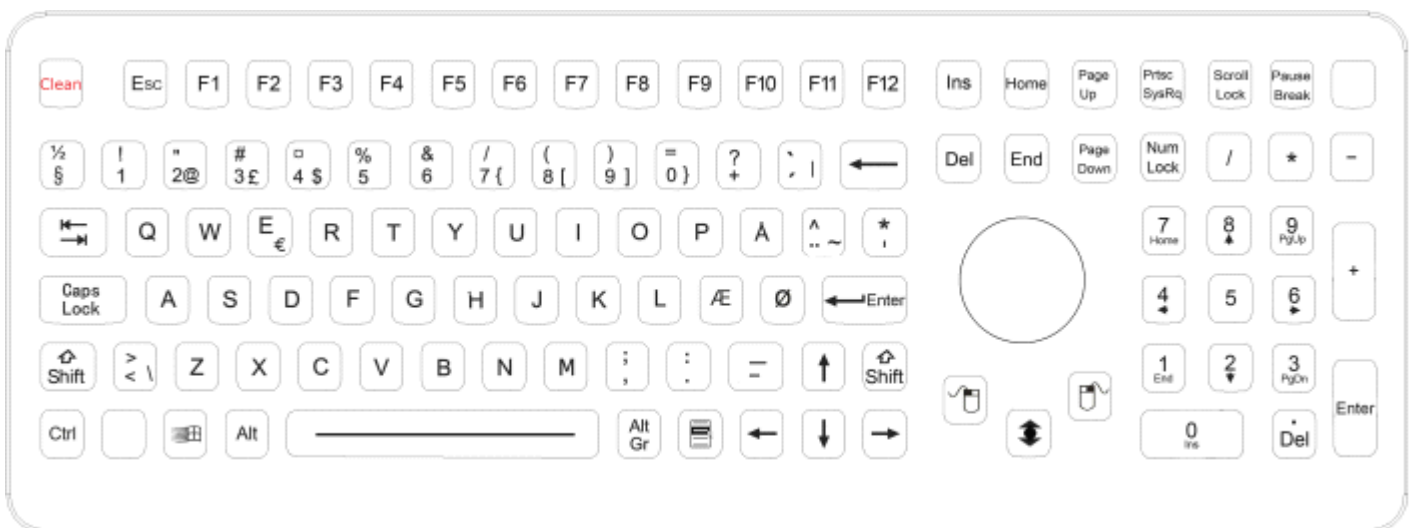 Clean Esc F1 F2 F3 F4 F5 F6 F7 F8 F9 F10 F11 F12 Ins Home Page Up Prtsc SysRq Scroll Lock Pause Break
½ § ! 1 " 2@ # 3£ ¤ 4 $ % 5 & 6 / 7 { ( 8 [ ) 9 ] = 0 } ? + ` ´ | Del End Page Down Num Lock / * -
Q W E € R T Y U I O P Å ^ ¨ ~ * ' 7 Home 8 9 PgUp
+
Caps Lock A S D F G H J K L Æ Ø Enter 4 5 6
Shift > < \ Z X C V B N M ; , : . _ - Shift 1 End 2 3 PgDn
Ctrl Alt Alt Gr 0 Ins . Del Enter